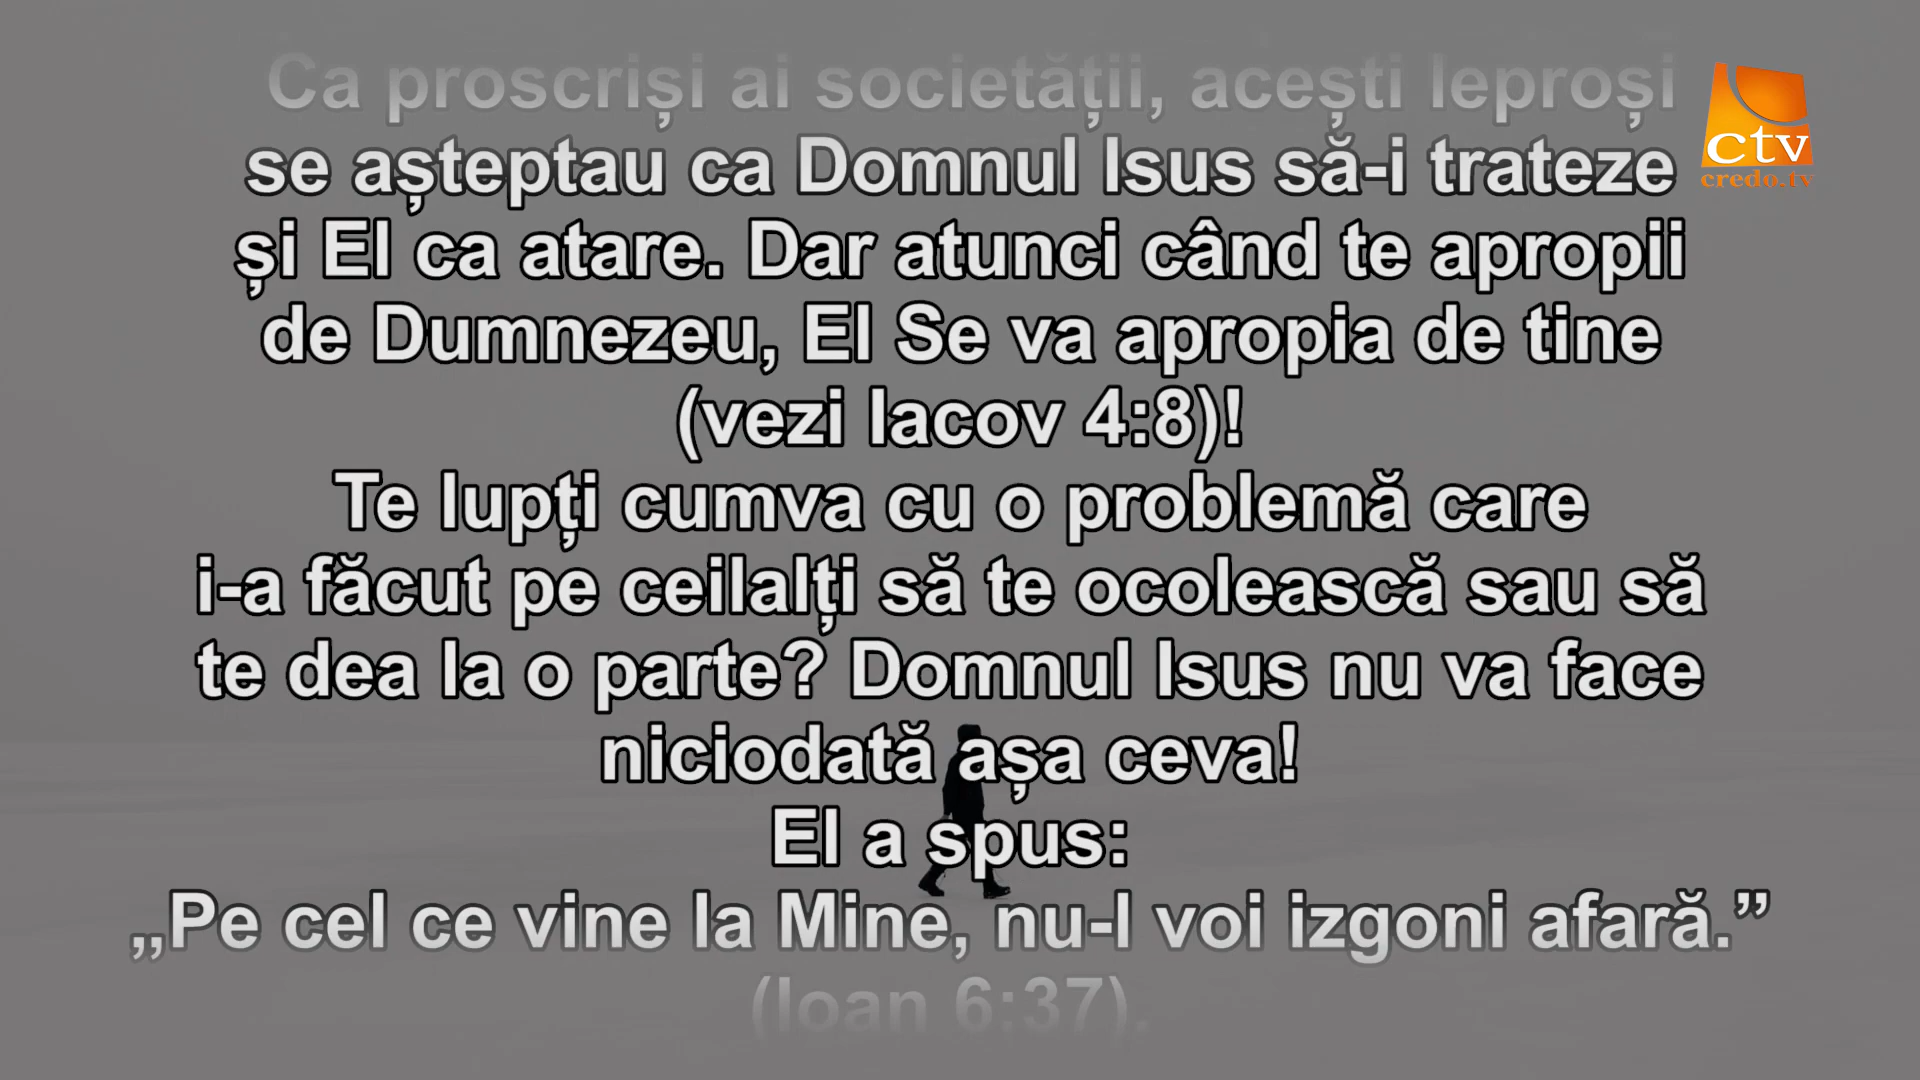 Ca proscriși ai societății, acești leproși
se așteptau ca Domnul Isus să-i trateze
și El ca atare. Dar atunci când te apropii
de Dumnezeu, El Se va apropia de tine
(vezi Iacov 4:8)!
Te lupți cumva cu o problemă care
i-a făcut pe ceilalți să te ocolească sau să
te dea la o parte? Domnul Isus nu va face
niciodată așa ceva!
El a spus:
„Pe cel ce vine la Mine, nu-l voi izgoni afară.”
(Ioan 6:37).
ctv
credo.tv